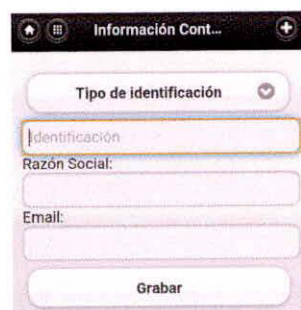 Información Cont...
Tipo de identificación
Identificación
Razón Social:
Email:
Grabar